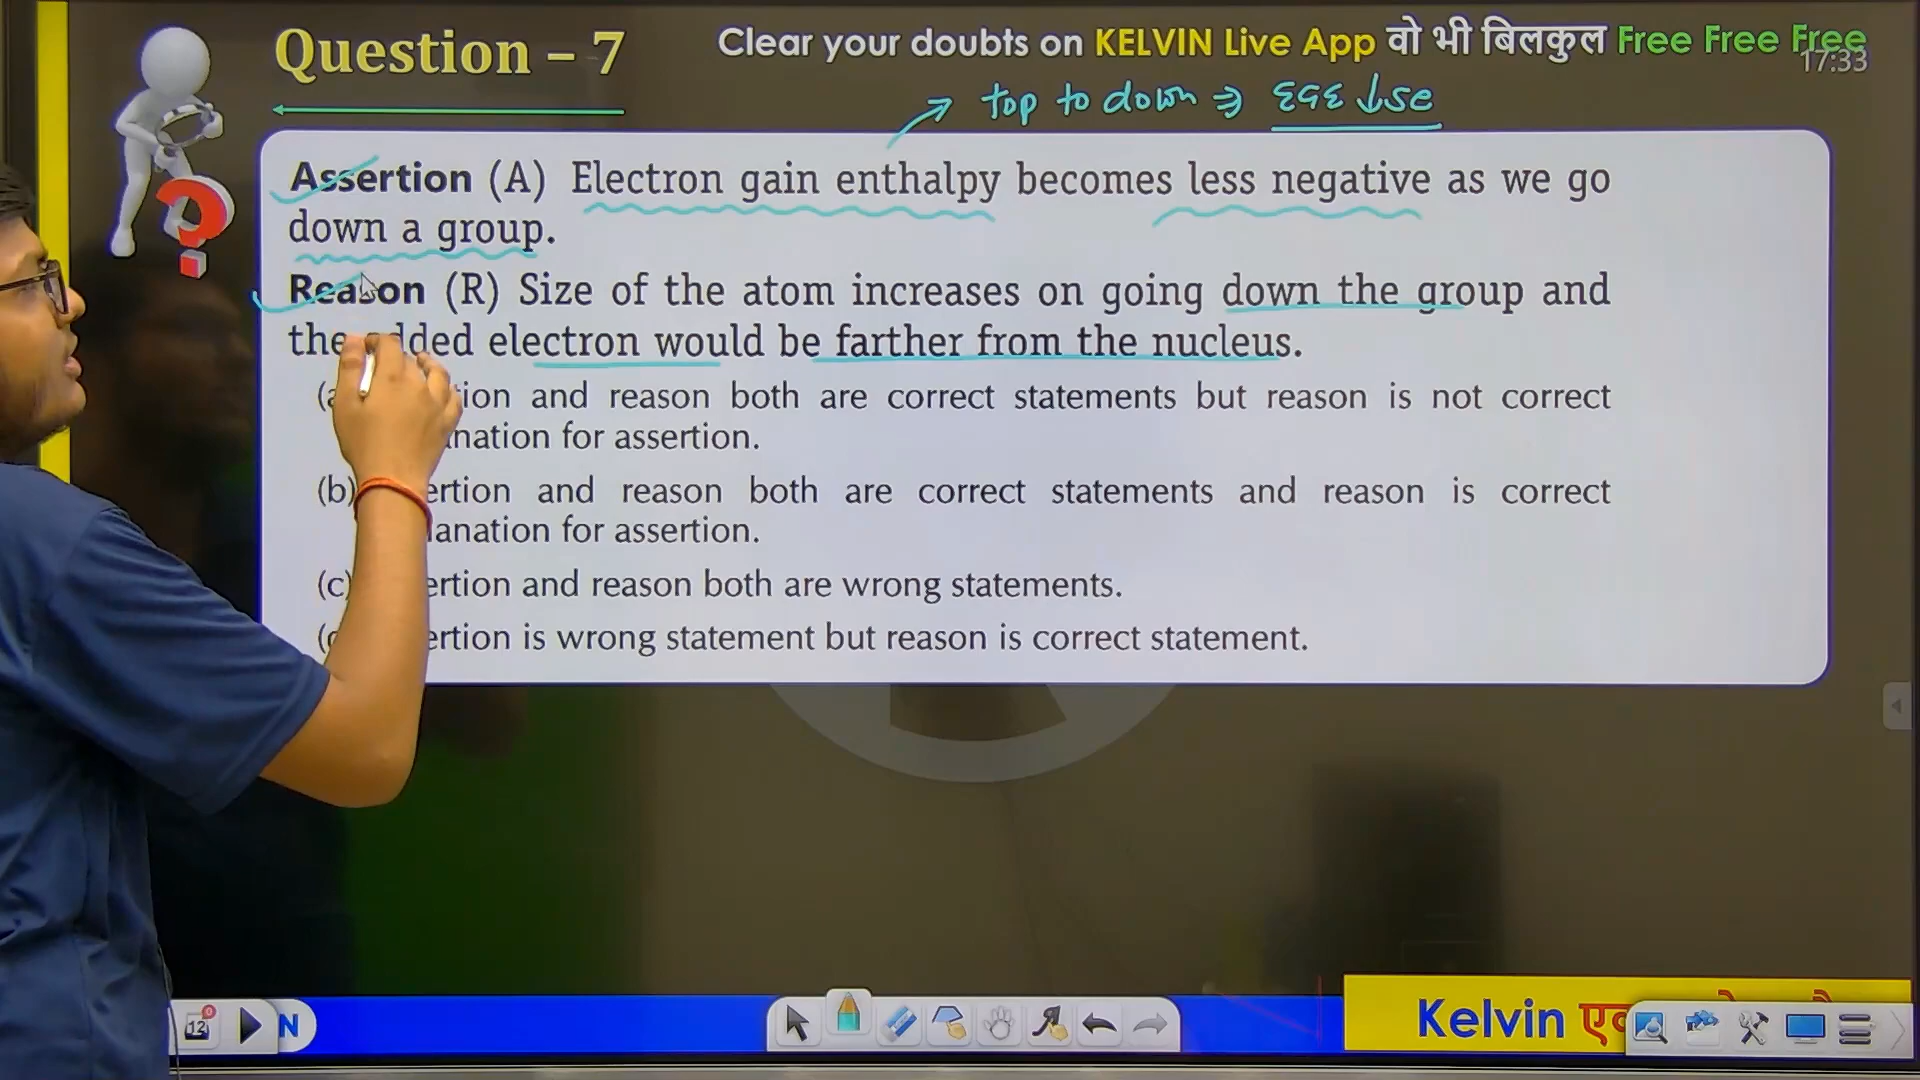 Question – 7
Clear your doubts on KELVIN Live App वो भी बिलकुल Free Free Free
17:33
top to down ⇒ EGE ↓se
Assertion (A) Electron gain enthalpy becomes less negative as we go
down a group.
Reason (R) Size of the atom increases on going down the group and
the added electron would be farther from the nucleus.
ion and reason both are correct statements but reason is not correct
nation for assertion.
(b) ertion and reason both are correct statements and reason is correct
lanation for assertion.
(c) ertion and reason both are wrong statements.
ertion is wrong statement but reason is correct statement.
12
0
N
Kelvin